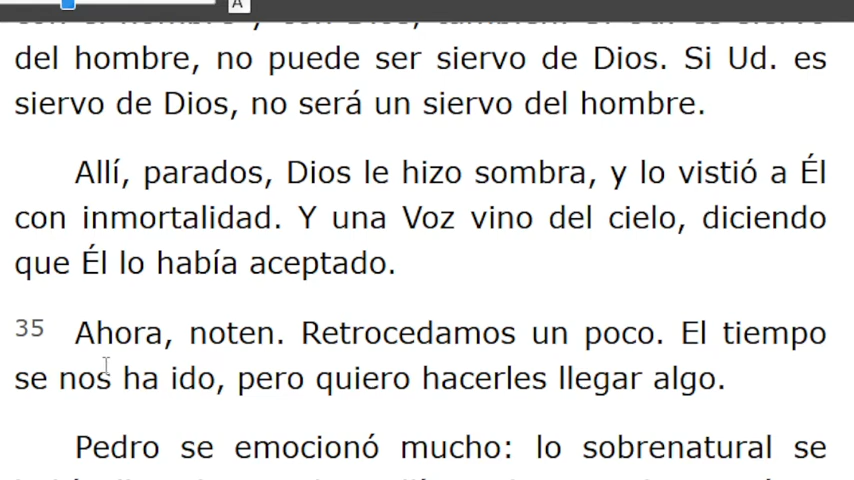 A
del hombre, no puede ser siervo de Dios. Si Ud. es
siervo de Dios, no será un siervo del hombre.
Allí, parados, Dios le hizo sombra, y lo vistió a Él
con inmortalidad. Y una Voz vino del cielo, diciendo
que Él lo había aceptado.
35 Ahora, noten. Retrocedamos un poco. El tiempo
se nos ha ido, pero quiero hacerles llegar algo.
Pedro se emocionó mucho: lo sobrenatural se